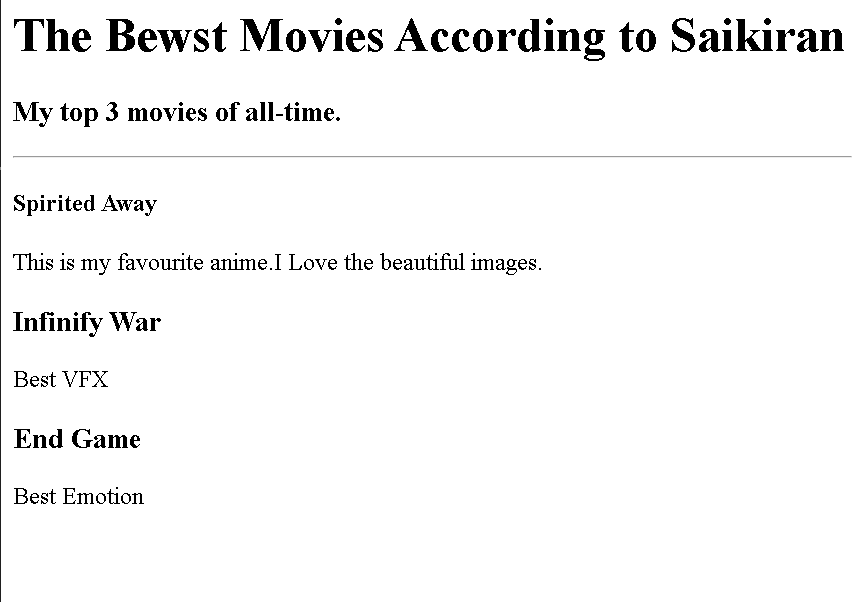 The Bewst Movies According to Saikiran
My top 3 movies of all-time.
Spirited Away
This is my favourite anime.I Love the beautiful images.
Infinify War
Best VFX
End Game
Best Emotion